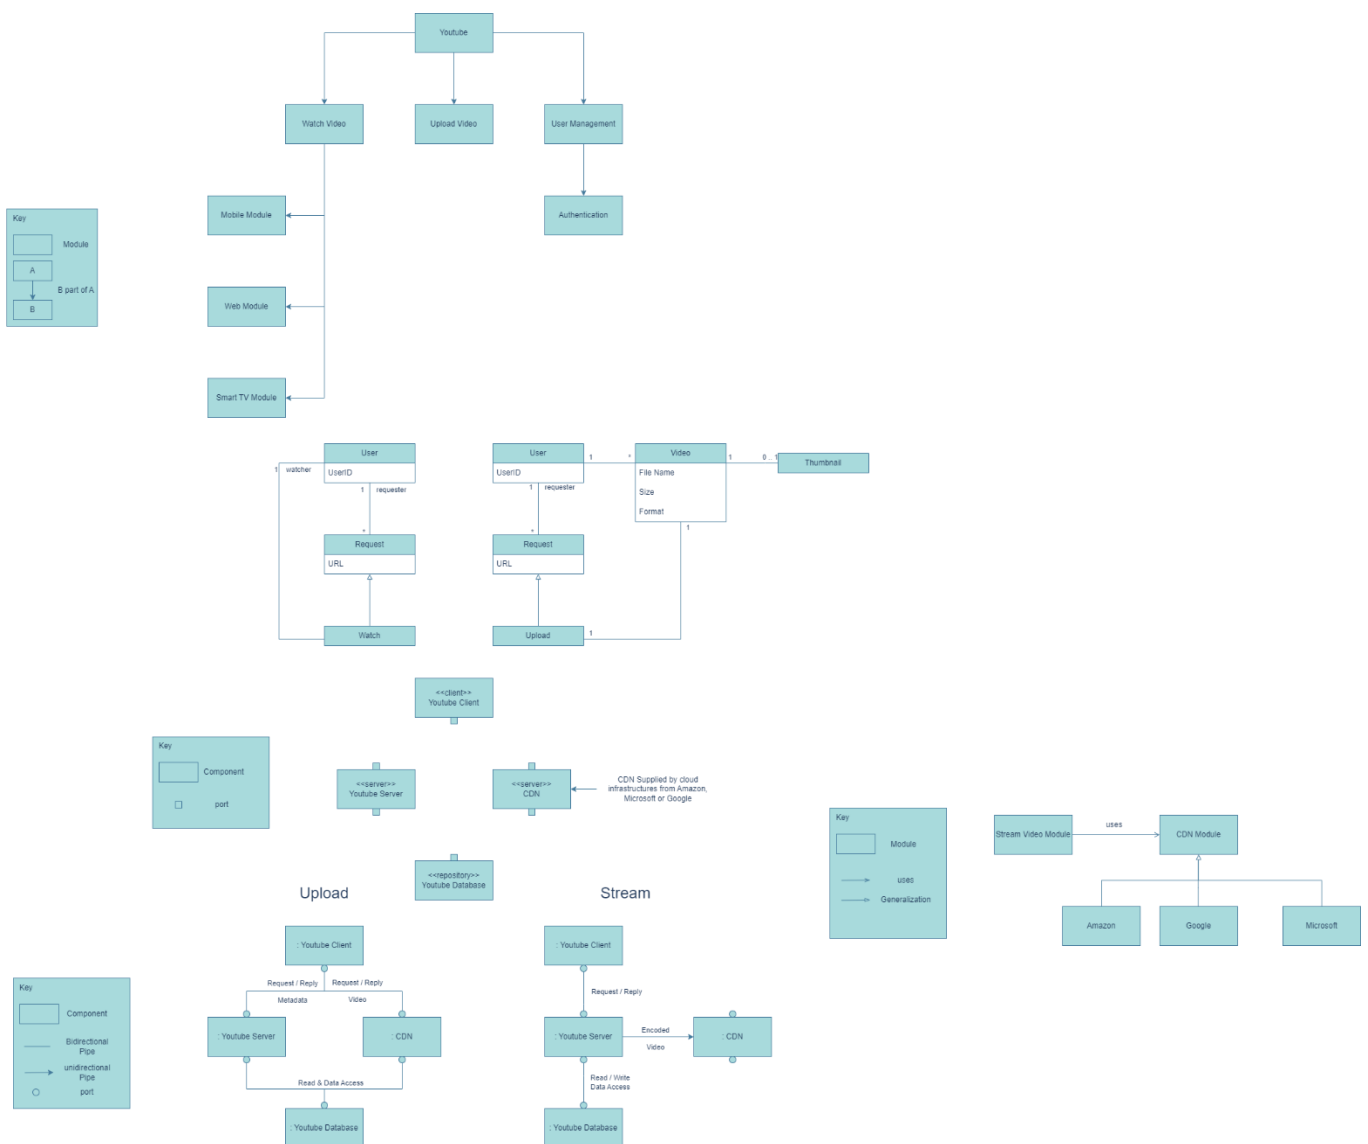 Youtube
Watch Video
Upload Video
User Management
Mobile Module
Authentication
Key
Module
A
B part of A
B
Web Module
Smart TV Module
User
UserID
1
watcher
1
requester
*
Request
URL
Watch
User
UserID
1
*
1
requester
*
Request
URL
Upload
1
Video
File Name
Size
Format
1
1
0 .. 1
Thumbnail
<<client>>
Youtube Client
Key
Component
port
<<server>>
Youtube Server
<<server>>
CDN
CDN Supplied by cloud
infrastructures from Amazon,
Microsoft or Google
<<repository>>
Youtube Database
Key
Module
uses
Generalization
Stream Video Module
uses
CDN Module
Amazon
Google
Microsoft
Upload
Stream
Key
Component
Bidirectional
Pipe
unidirectional
Pipe
port
: Youtube Client
Request / Reply
Metadata
Request / Reply
Video
: Youtube Server
: CDN
Read & Data Access
: Youtube Database
: Youtube Client
Request / Reply
: Youtube Server
Encoded
Video
: CDN
Read / Write
Data Access
: Youtube Database